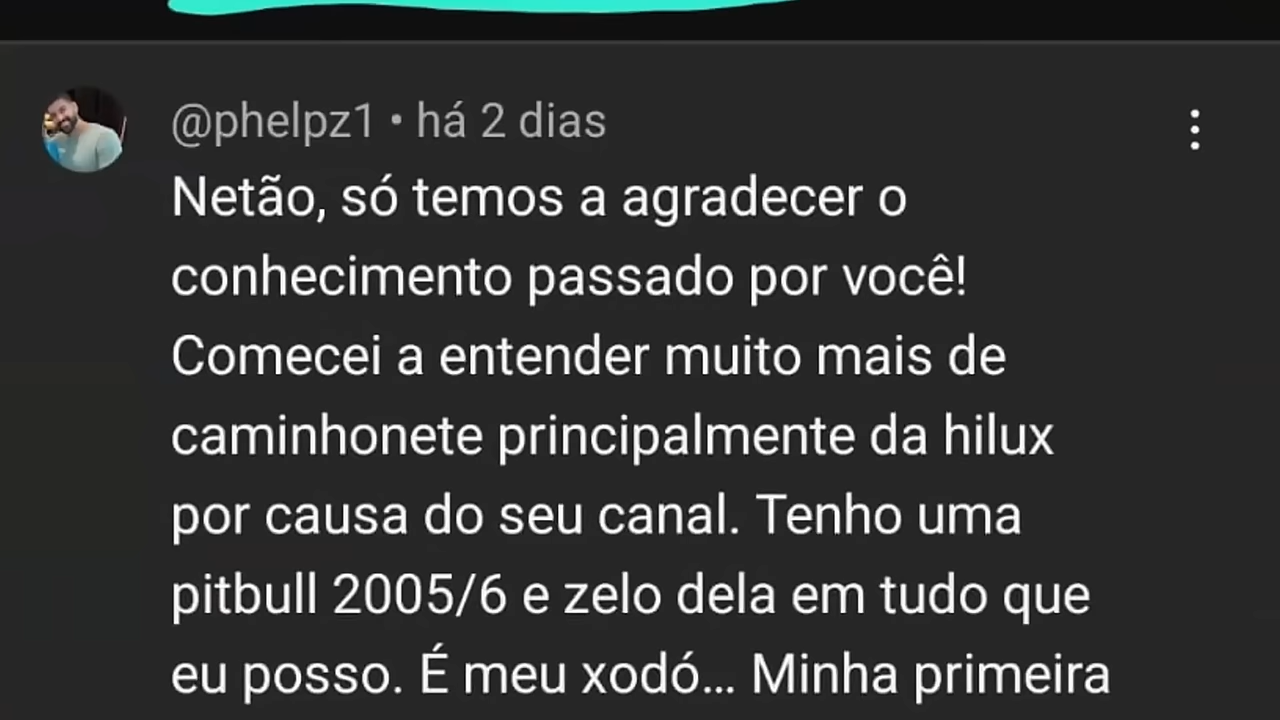 @phelpz1 • há 2 dias
Netão, só temos a agradecer o
conhecimento passado por você!
Comecei a entender muito mais de
caminhonete principalmente da hilux
por causa do seu canal. Tenho uma
pitbull 2005/6 e zelo dela em tudo que
eu posso. É meu xodó... Minha primeira